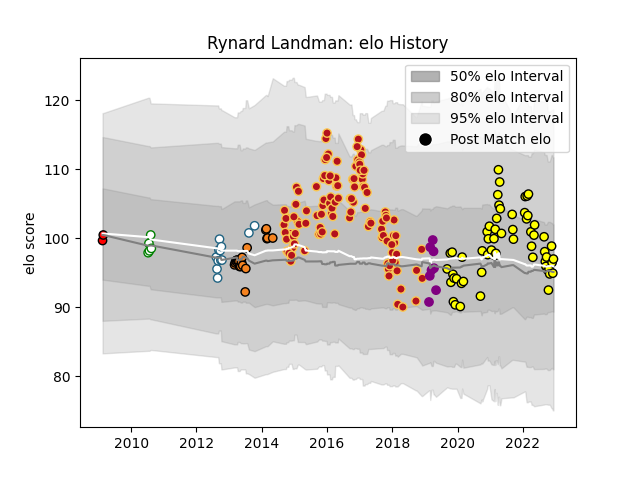 Rynard Landman: elo History
50% elo Interval
80% elo Interval
95% elo Interval
Post Match elo
elo score
120
110
100
90
80
2010 2012 2014 2016 2018 2020 2022